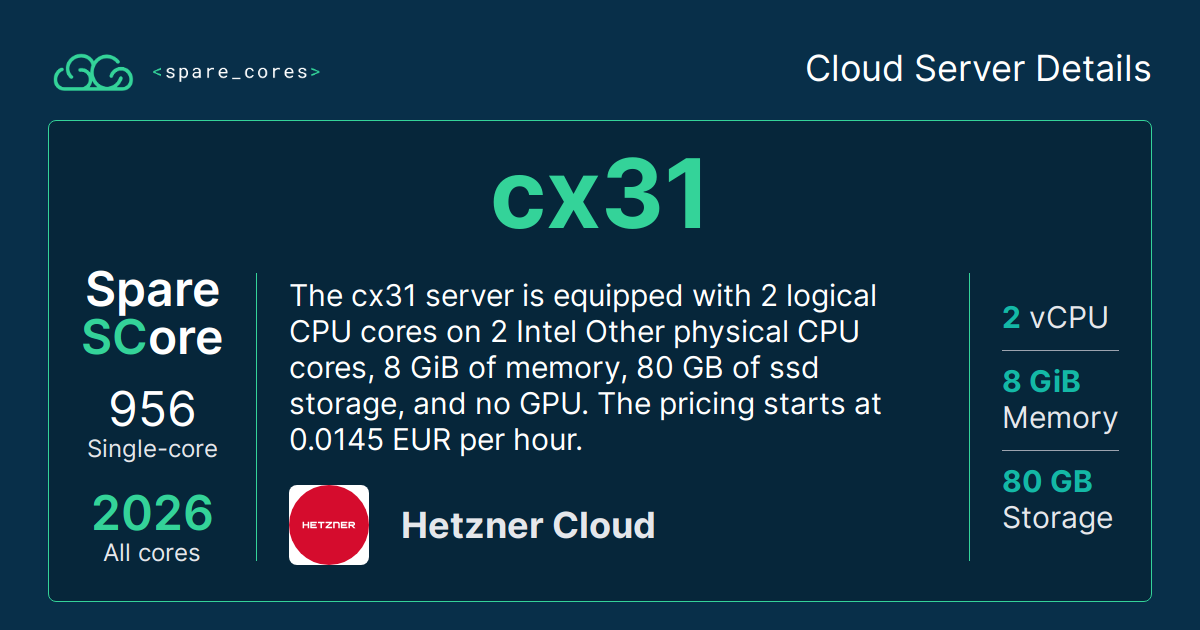 <spare_cores>
Cloud Server Details
cx31
Spare
SCore
956
Single-core
2026
All cores
The cx31 server is equipped with 2 logical
CPU cores on 2 Intel Other physical CPU
cores, 8 GiB of memory, 80 GB of ssd
storage, and no GPU. The pricing starts at
0.0145 EUR per hour.
HETZNER
Hetzner Cloud
2 vCPU
8 GiB
Memory
80 GB
Storage